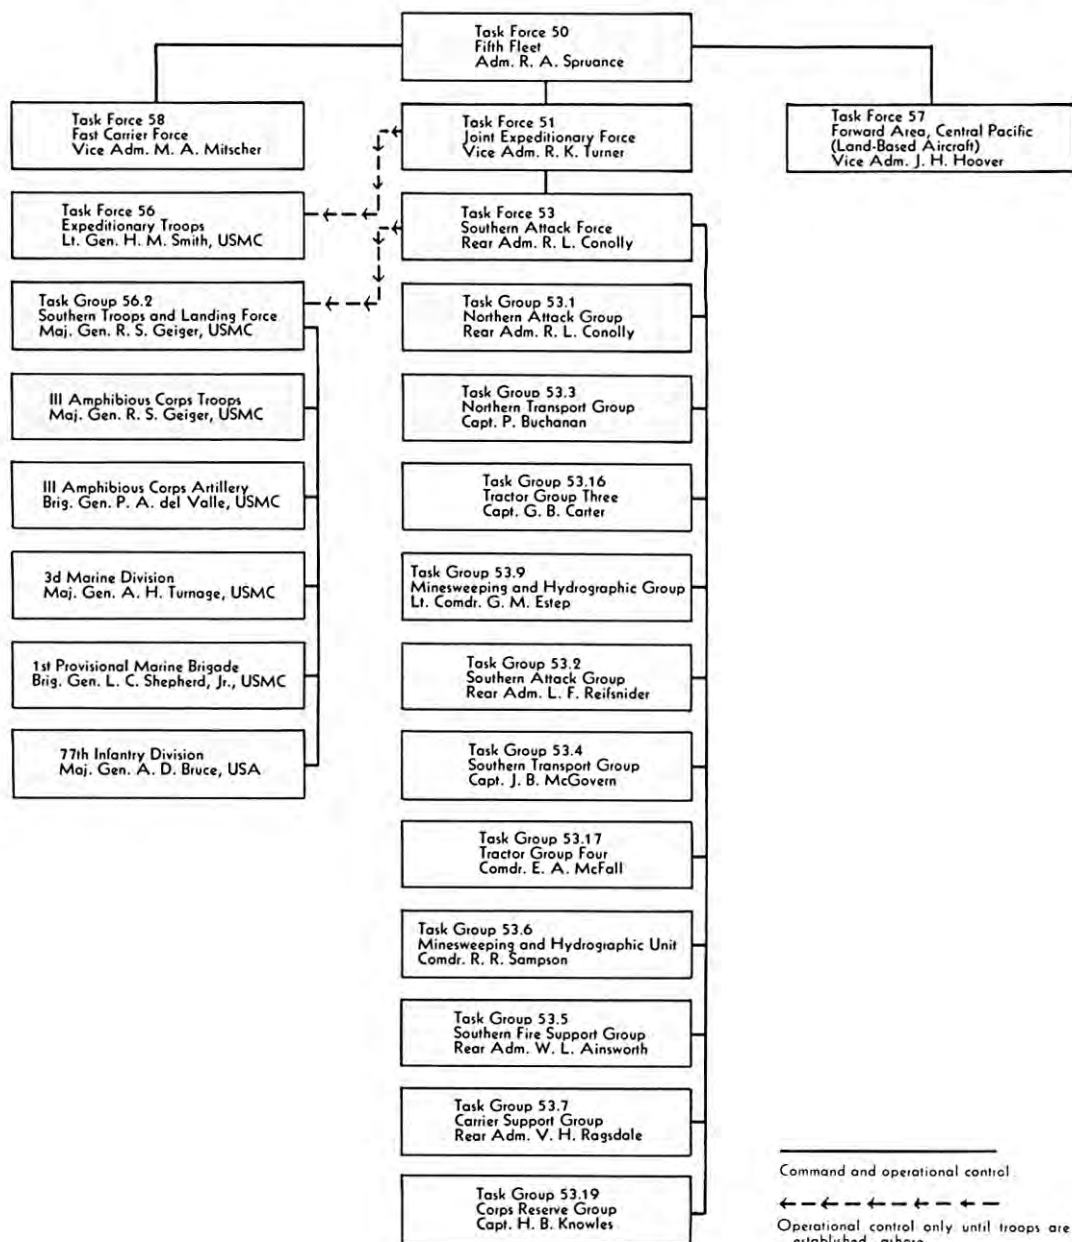 Task Force 50
Fifth Fleet
Adm. R. A. Spruance
Task Force 58
Fast Carrier Force
Vice Adm. M. A. Mitscher
Task Force 51
Joint Expeditionary Force
Vice Adm. R. K. Turner
Task Force 57
Forward Area, Central Pacific
(Land-Based Aircraft)
Vice Adm. J. H. Hoover
Task Force 56
Expeditionary Troops
Lt. Gen. H. M. Smith, USMC
Task Group 56.2
Southern Troops and Landing Force
Maj. Gen. R. S. Geiger, USMC
III Amphibious Corps Troops
Maj. Gen. R. S. Geiger, USMC
III Amphibious Corps Artillery
Brig. Gen. P. A. del Valle, USMC
3d Marine Division
Maj. Gen. A. H. Turnage, USMC
1st Provisional Marine Brigade
Brig. Gen. L. C. Shepherd, Jr., USMC
77th Infantry Division
Maj. Gen. A. D. Bruce, USA
Task Force 53
Southern Attack Force
Rear Adm. R. L. Conolly
Task Group 53.1
Northern Attack Group
Rear Adm. R. L. Conolly
Task Group 53.3
Northern Transport Group
Capt. P. Buchanan
Task Group 53.16
Tractor Group Three
Capt. G. B. Carter
Task Group 53.9
Minesweeping and Hydrographic Group
Lt. Comdr. G. M. Estep
Task Group 53.2
Southern Attack Group
Rear Adm. L. F. Reifsnider
Task Group 53.4
Southern Transport Group
Capt. J. B. McGovern
Task Group 53.17
Tractor Group Four
Comdr. E. A. McFall
Task Group 53.6
Minesweeping and Hydrographic Unit
Comdr. R. R. Sampson
Task Group 53.5
Southern Fire Support Group
Rear Adm. W. L. Ainsworth
Task Group 53.7
Carrier Support Group
Rear Adm. V. H. Ragsdale
Task Group 53.19
Corps Reserve Group
Capt. H. B. Knowles
Command and operational control
Operational control only until troops are
established ashore